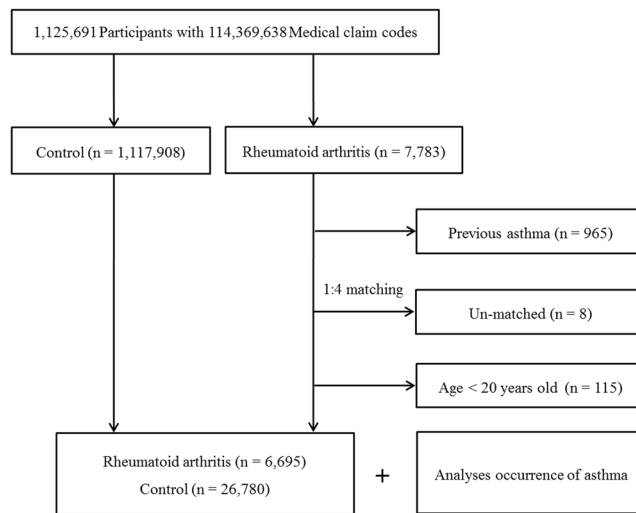 1,125,691 Participants with 114,369,638 Medical claim codes
Control (n = 1,117,908)
Rheumatoid arthritis (n = 7,783)
Previous asthma (n = 965)
1:4 matching
Un-matched (n = 8)
Age < 20 years old (n = 115)
Rheumatoid arthritis (n = 6,695)
Control (n = 26,780)
+
Analyses occurrence of asthma